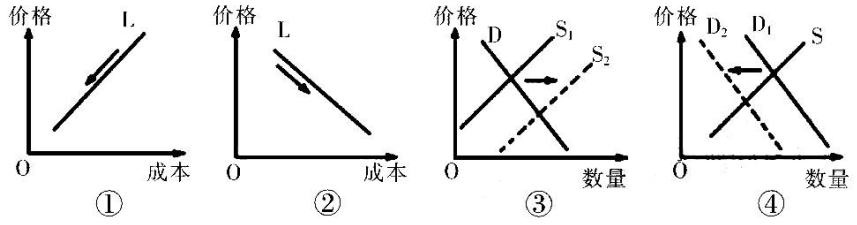 价格 L
O 成本
①
价格 L
O 成本
②
价格 D S₁
S₂
O 数量
③
价格 D₂ D₁ S
O 数量
④